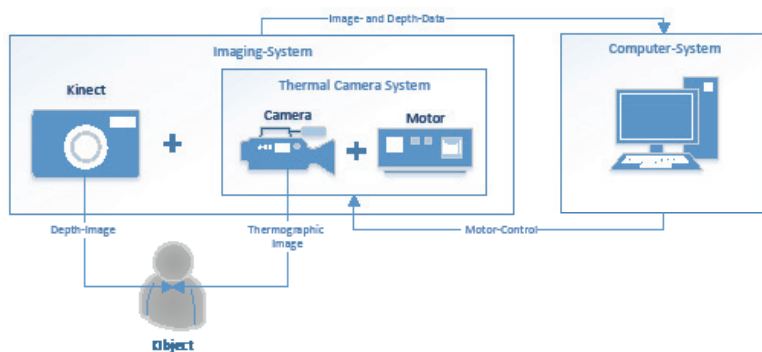 Image- and Depth-Data
Imaging-System
Computer-System
Thermal Camera System
Kinect
Camera
Motor
Depth-Image
Thermographic
Image
Motor-Control
Object